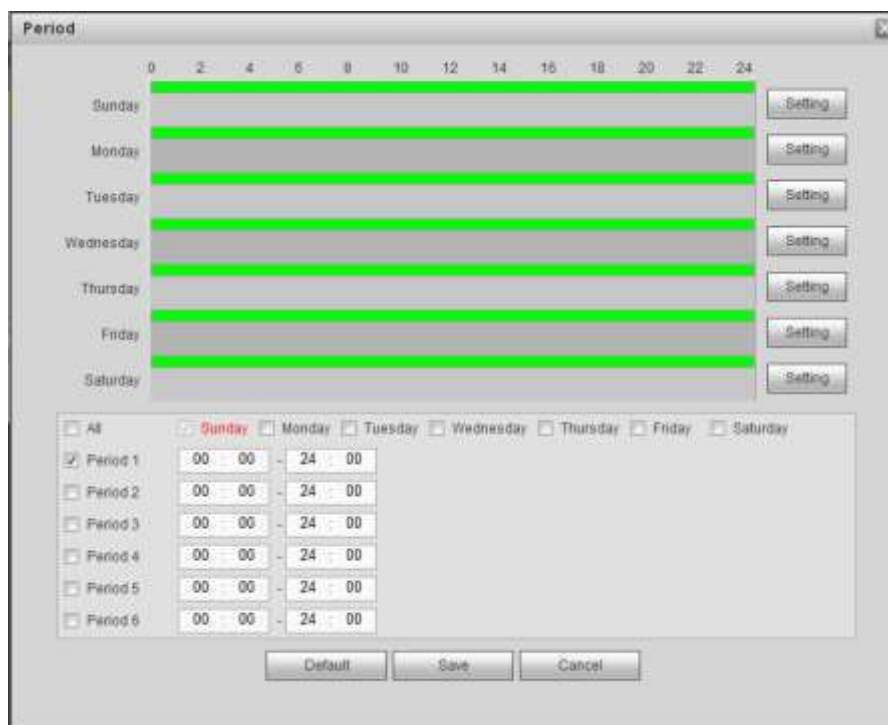 Period
0 2 4 6 8 10 12 14 16 18 20 22 24
Sunday Setting
Monday Setting
Tuesday Setting
Wednesday Setting
Thursday Setting
Friday Setting
Saturday Setting
All Sunday Monday Tuesday Wednesday Thursday Friday Saturday
Period 1 00 : 00 - 24 : 00
Period 2 00 : 00 - 24 : 00
Period 3 00 : 00 - 24 : 00
Period 4 00 : 00 - 24 : 00
Period 5 00 : 00 - 24 : 00
Period 6 00 : 00 - 24 : 00
Default Save Cancel